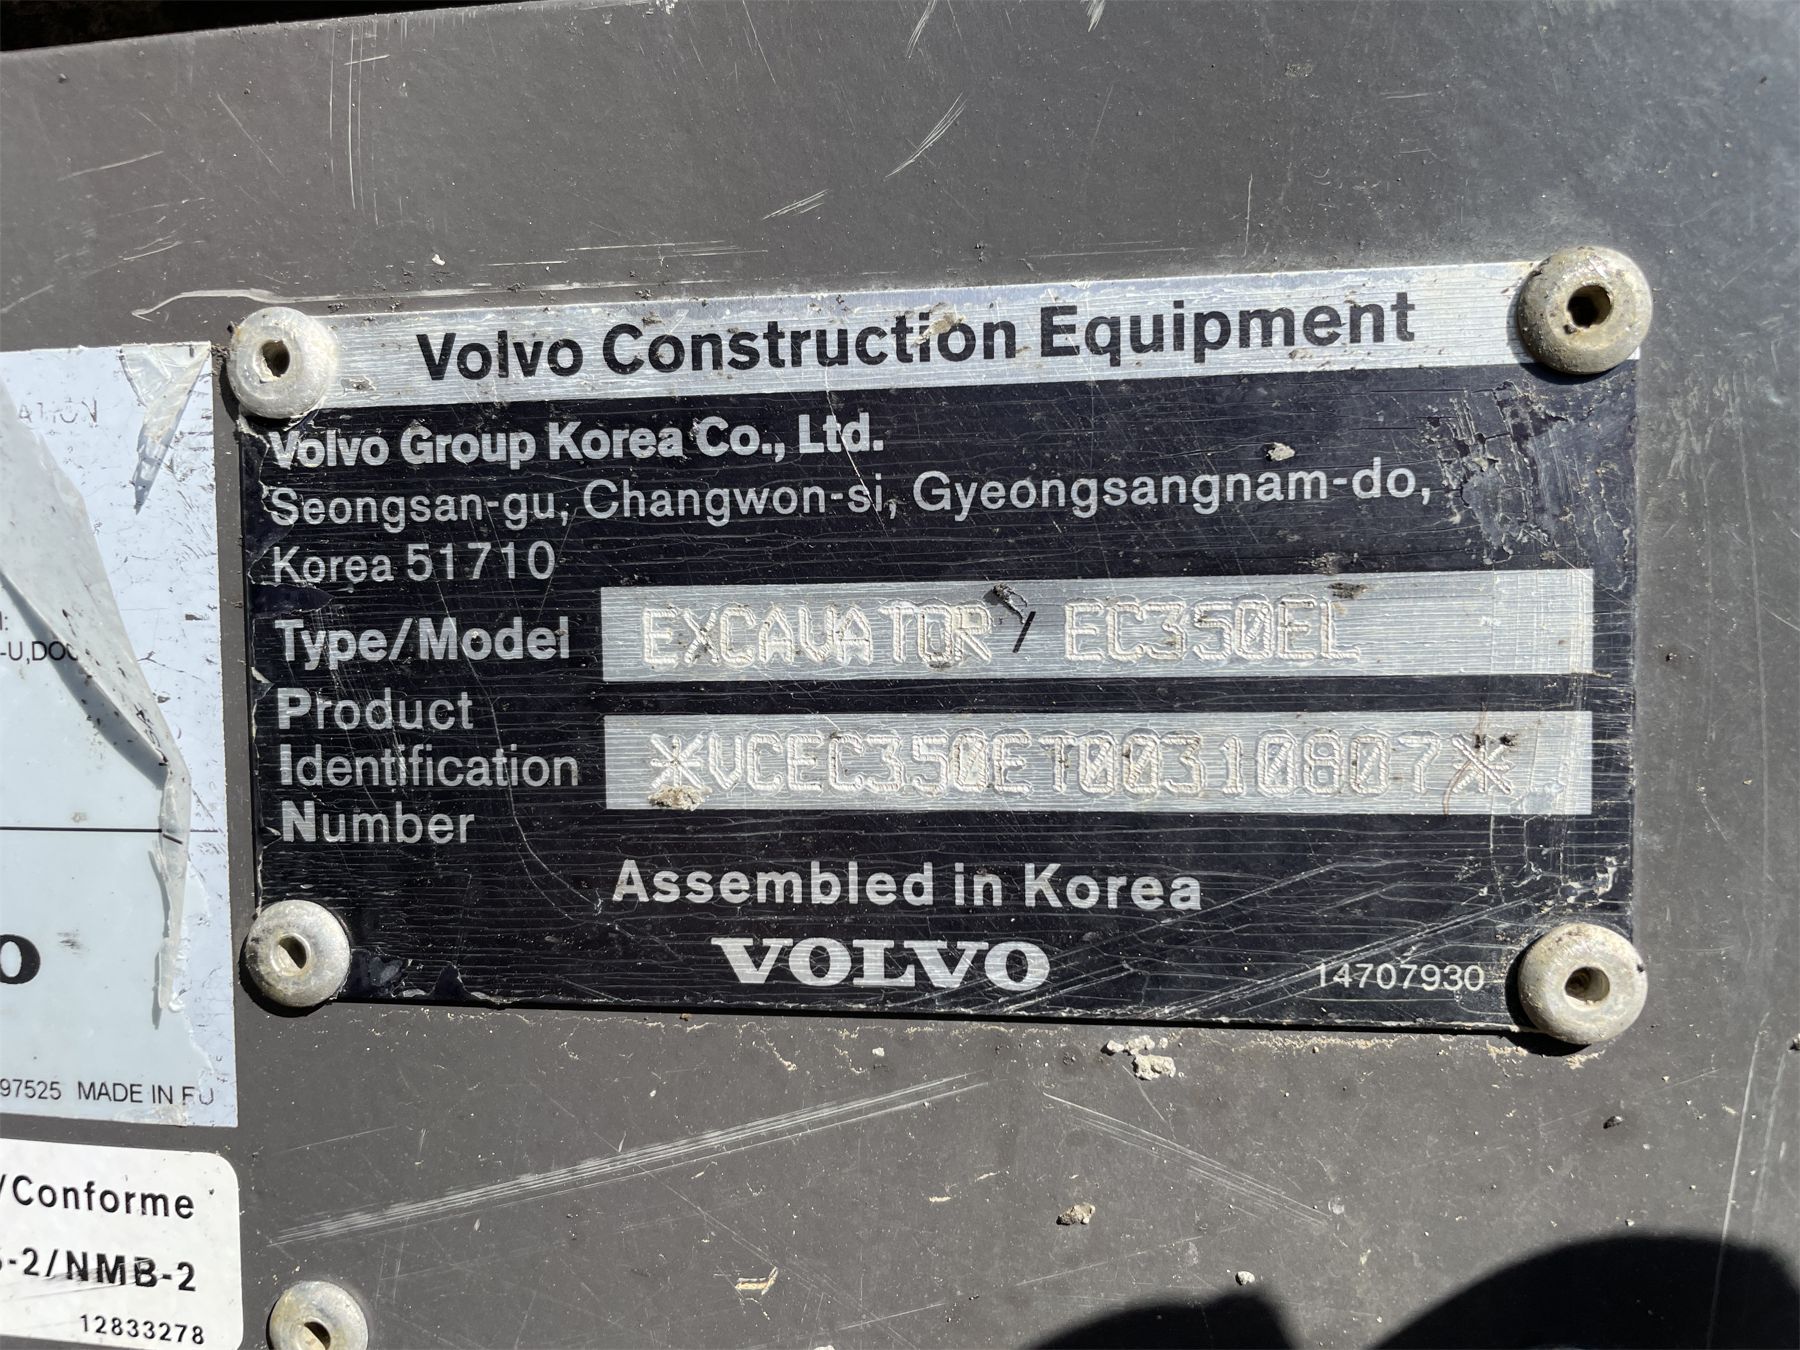 Volvo Construction Equipment
Volvo Group Korea Co., Ltd.
Seongsan-gu, Changwon-si, Gyeongsangnam-do,
Korea 51710
Type/Model EXCAVATOR / EC350EL
Product
Identification *VCEC350ET00310807*
Number
Assembled in Korea
VOLVO
14707930
97525 MADE IN
/Conforme
-2/NMB-2
12833278